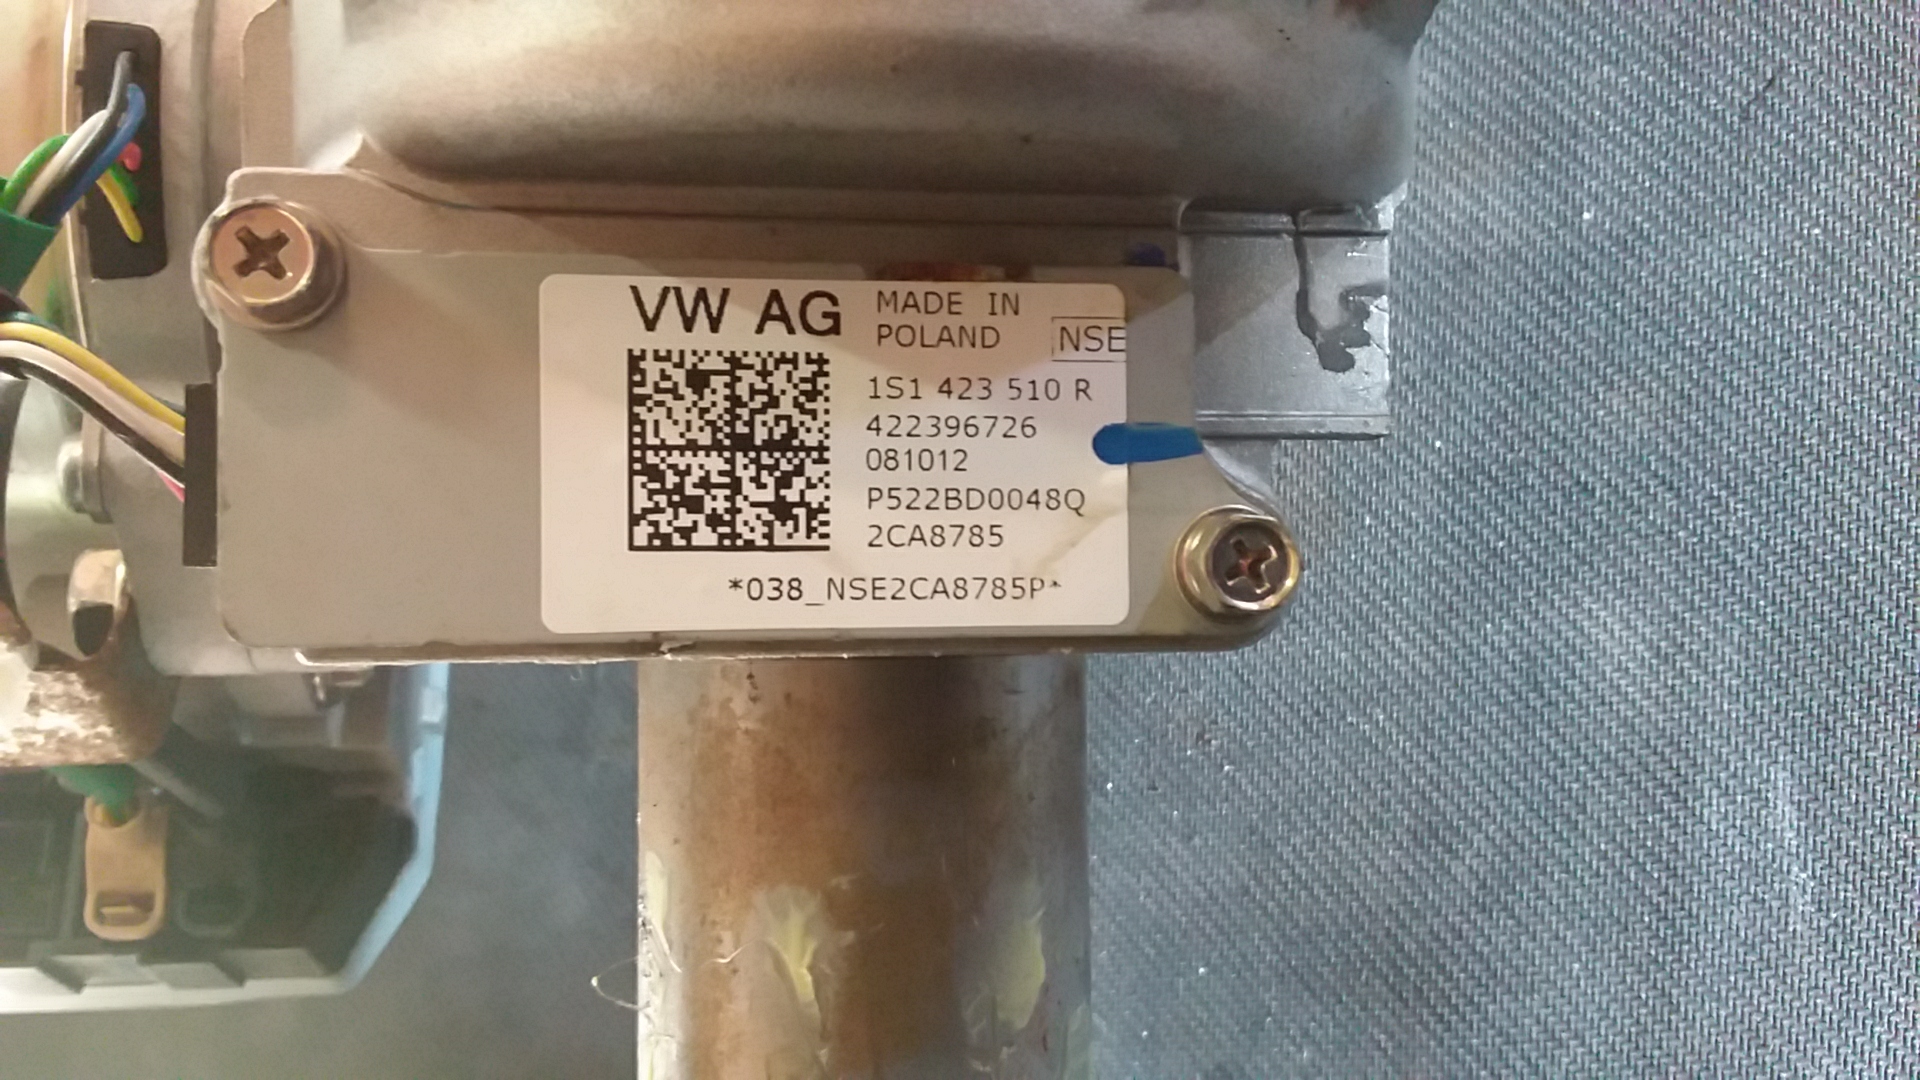 VW AG
MADE IN
POLAND
NSE
1S1 423 510 R
422396726
081012
P522BD0048Q
2CA8785
*038_NSE2CA8785P*